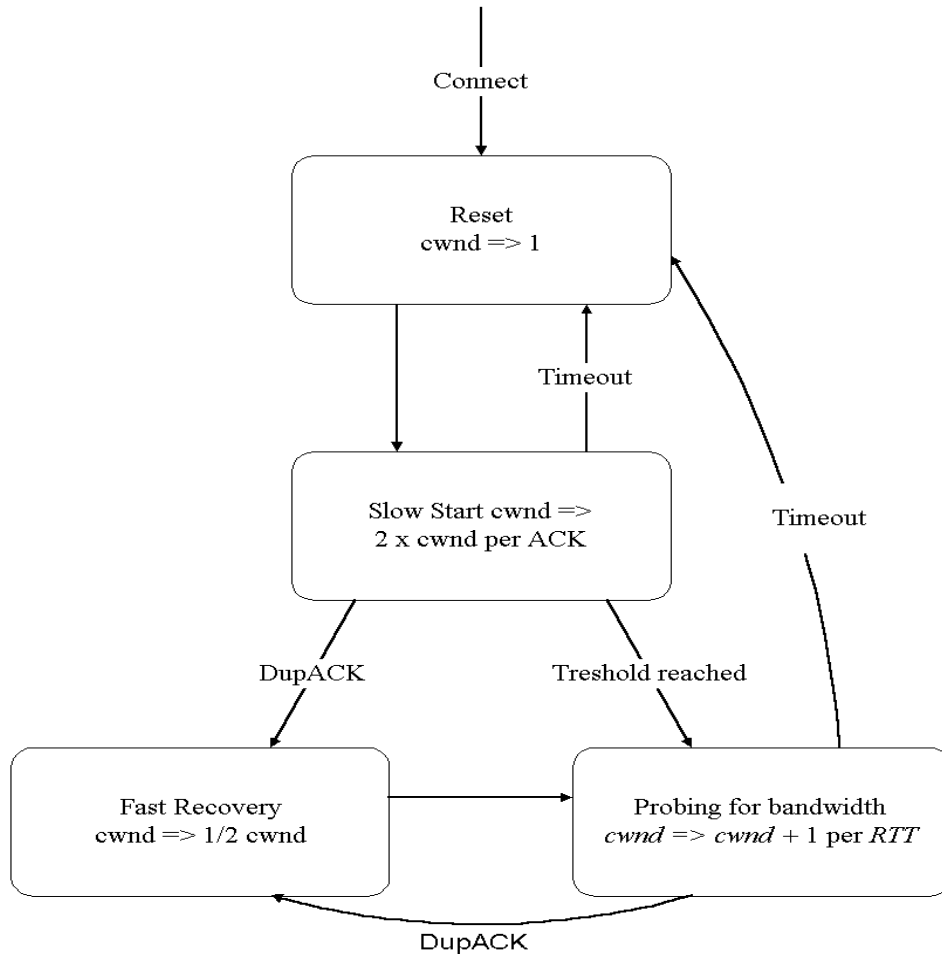 Connect
Reset
cwnd => 1
Timeout
Slow Start cwnd =>
2 x cwnd per ACK
Timeout
DupACK
Treshold reached
Fast Recovery
cwnd => 1/2 cwnd
Probing for bandwidth
cwnd => cwnd + 1 per RTT
DupACK